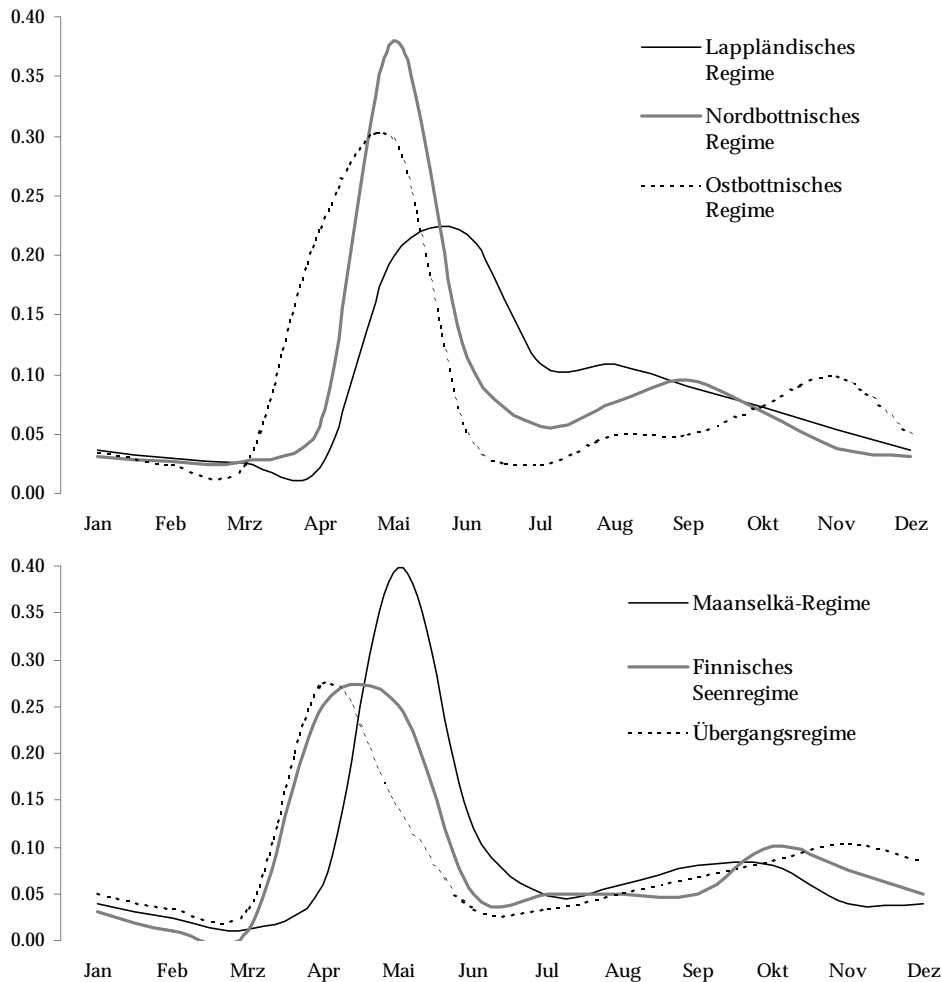 0.40
0.35
0.30
0.25
0.20
0.15
0.10
0.05
0.00
Jan Feb Mrz Apr Mai Jun Jul Aug Sep Okt Nov Dez
Lappländisches
Regime
Nordbottnisches
Regime
Ostbottnisches
Regime
0.40
0.35
0.30
0.25
0.20
0.15
0.10
0.05
0.00
Jan Feb Mrz Apr Mai Jun Jul Aug Sep Okt Nov Dez
Maanselkä-Regime
Finnisches
Seenregime
Übergangsregime